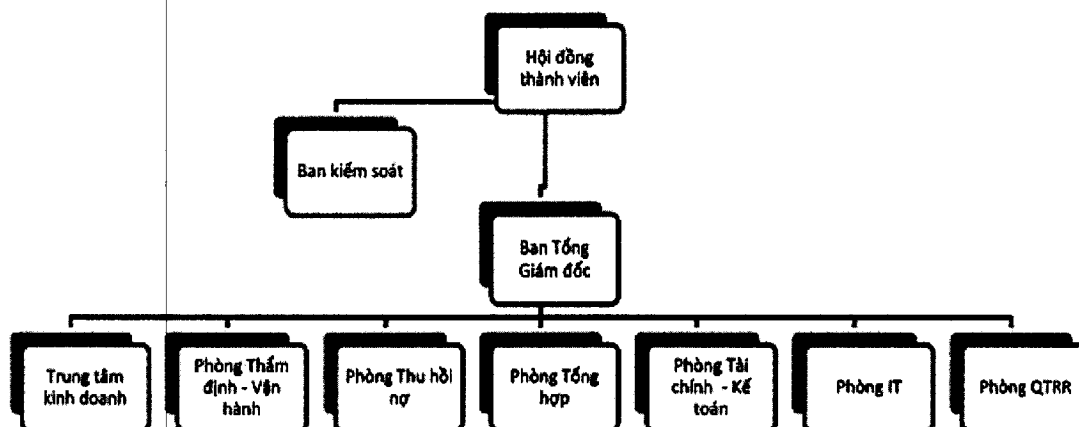 Hội đồng
thành viên
Ban kiểm soát
Ban Tổng
Giám đốc
Trung tâm
kinh doanh
Phòng Thẩm
định - Vận
hành
Phòng Thu hồi
nợ
Phòng Tổng
hợp
Phòng Tài
chính - Kế
toán
Phòng IT
Phòng QTRR